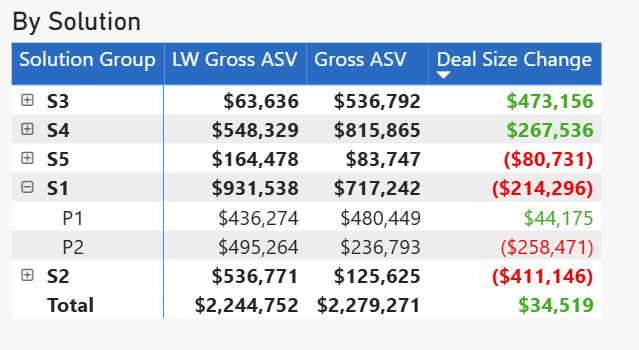 By Solution
Solution Group LW Gross ASV Gross ASV Deal Size Change
S3 $63,636 $536,792 $473,156
S4 $548,329 $815,865 $267,536
S5 $164,478 $83,747 ($80,731)
S1 $931,538 $717,242 ($214,296)
P1 $436,274 $480,449 $44,175
P2 $495,264 $236,793 ($258,471)
S2 $536,771 $125,625 ($411,146)
Total $2,244,752 $2,279,271 $34,519